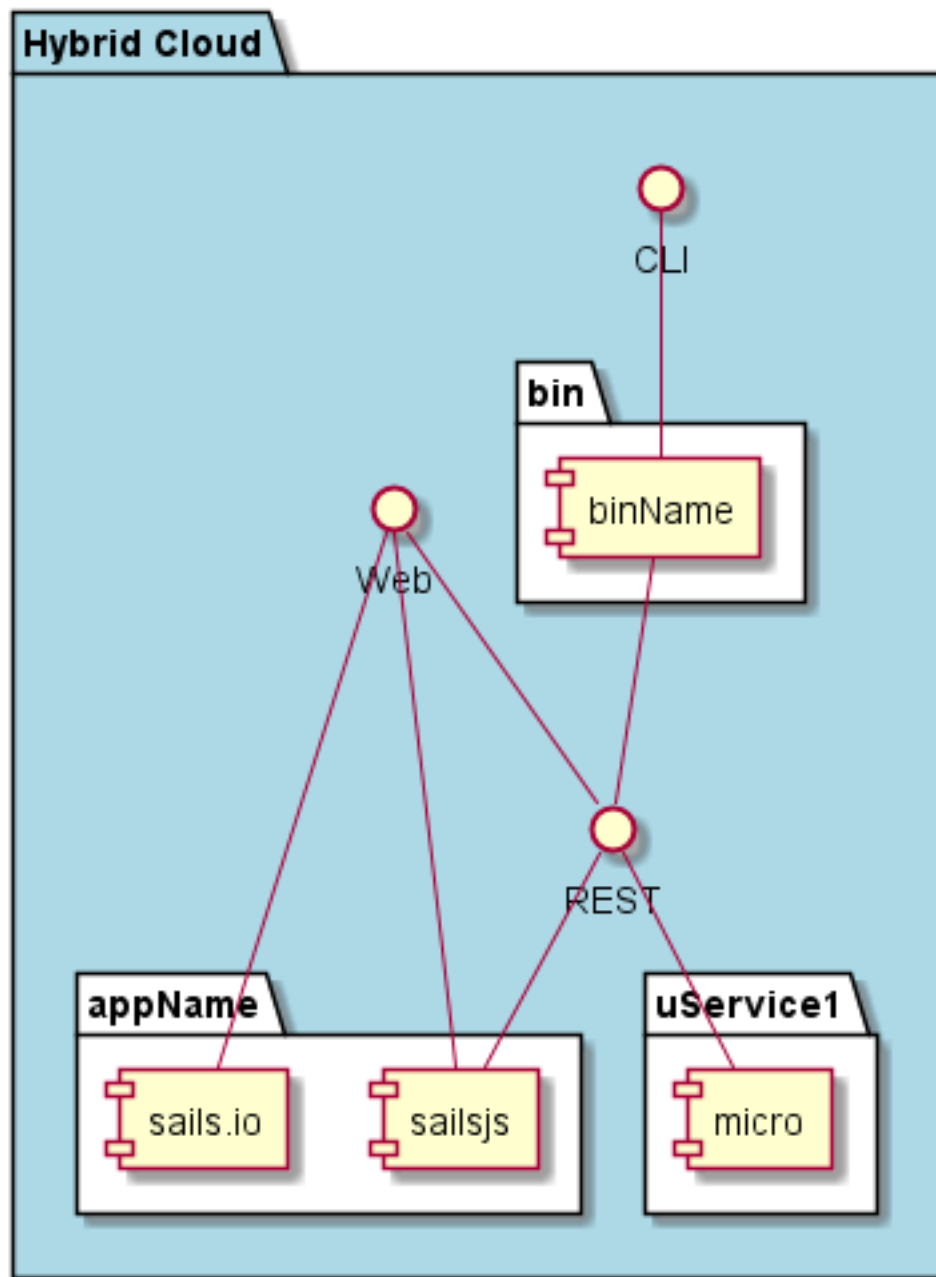 Hybrid Cloud
CLI
bin
binName
Web
REST
appName
uService1
sails.io
sailsjs
micro